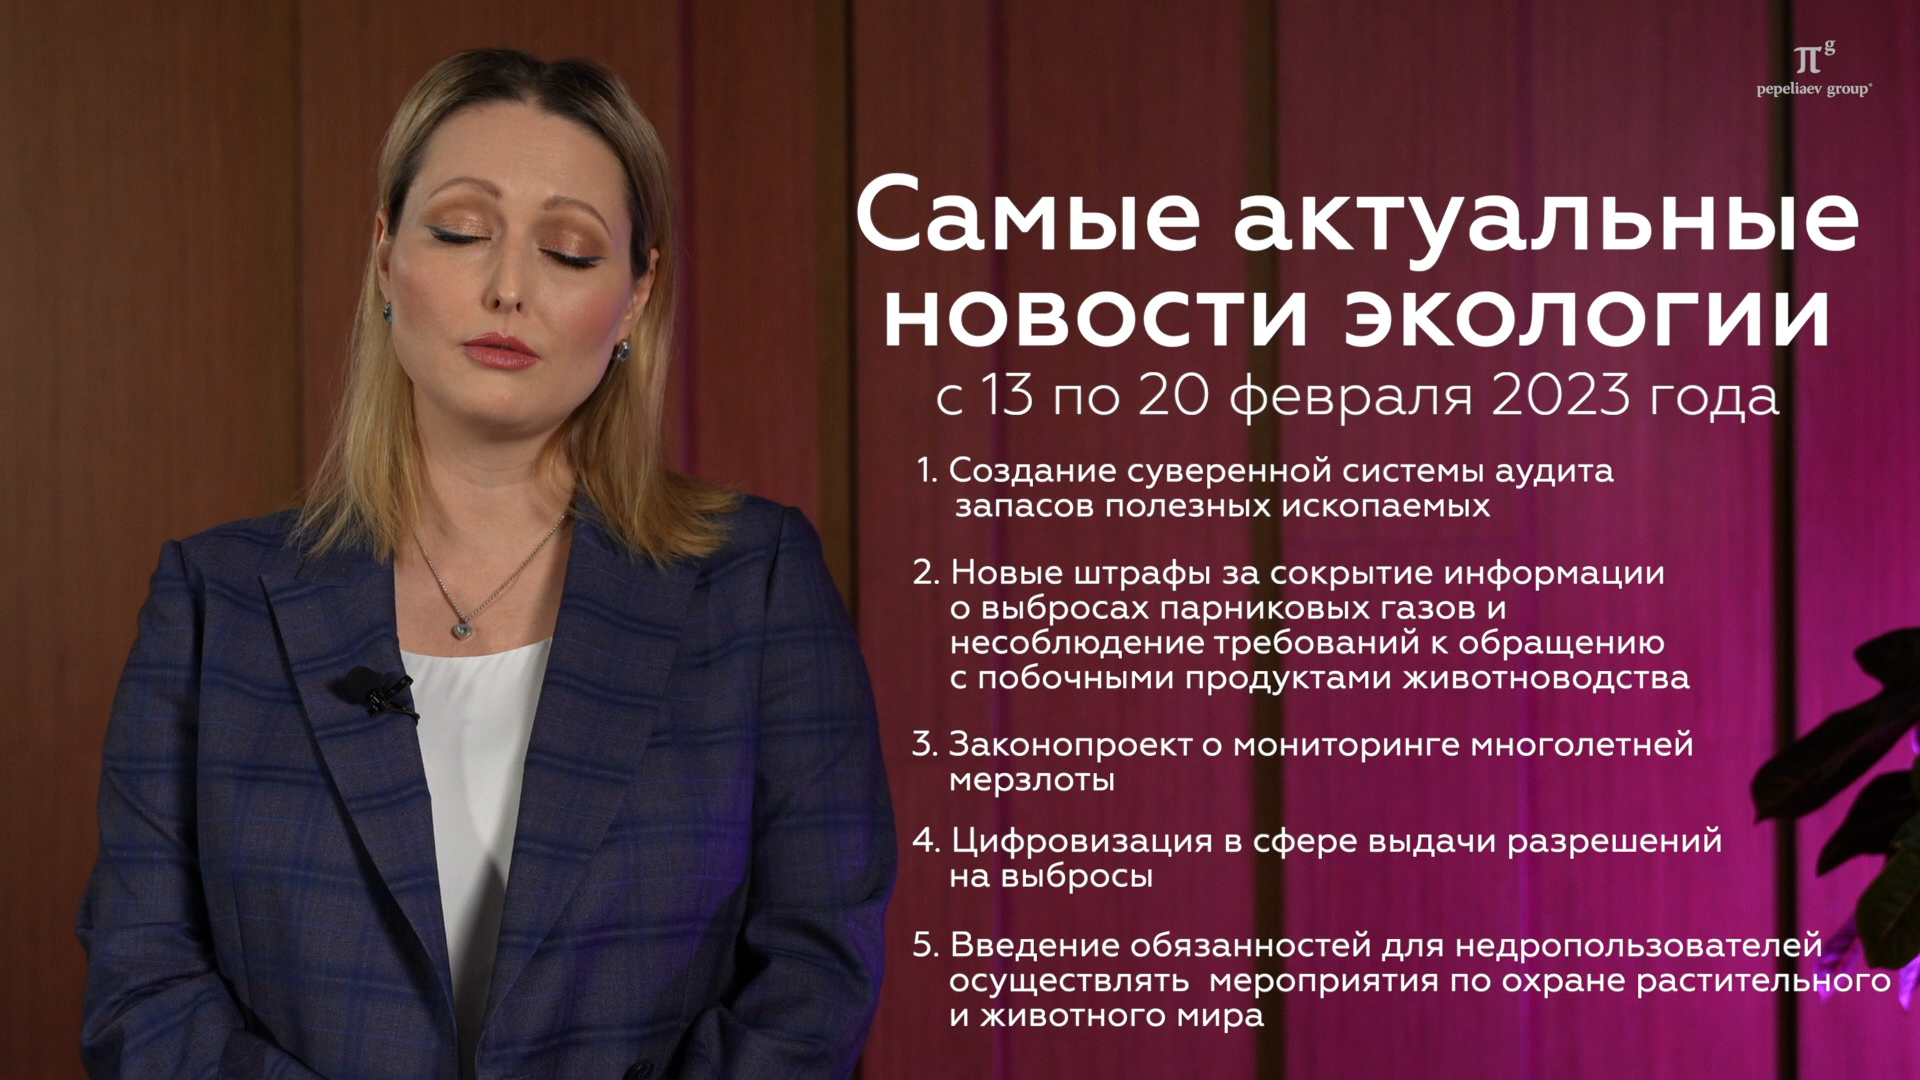 πg
pepeliaev group®
Самые актуальные
новости экологии
с 13 по 20 февраля 2023 года
1. Создание суверенной системы аудита
запасов полезных ископаемых
2. Новые штрафы за сокрытие информации
о выбросах парниковых газов и
несоблюдение требований к обращению
с побочными продуктами животноводства
3. Законопроект о мониторинге многолетней
мерзлоты
4. Цифровизация в сфере выдачи разрешений
на выбросы
5. Введение обязанностей для недропользователей
осуществлять мероприятия по охране растительного
и животного мира